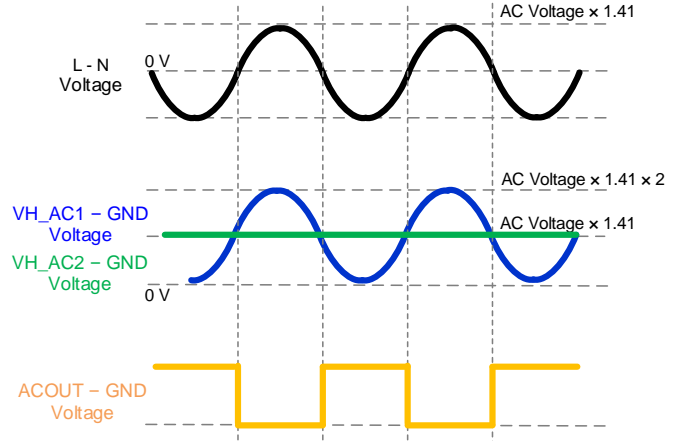 AC Voltage × 1.41
0 V
L - N
Voltage
AC Voltage × 1.41 × 2
VH_AC1 – GND
Voltage
AC Voltage × 1.41
VH_AC2 – GND
Voltage
0 V
ACOUT – GND
Voltage